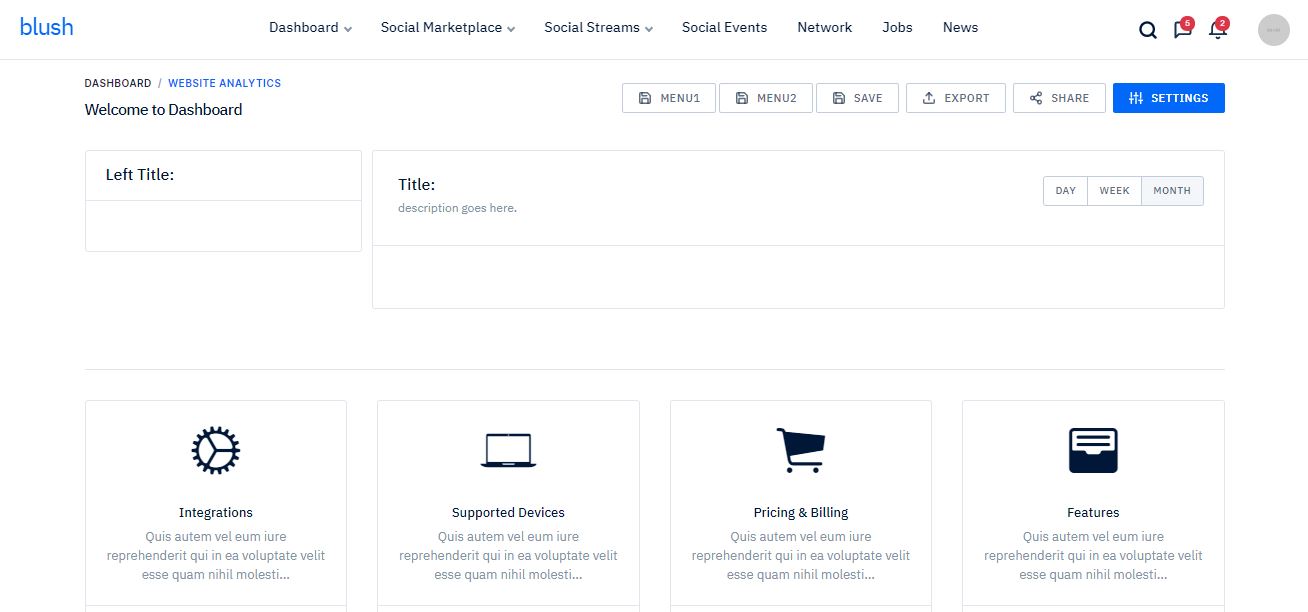 blush
Dashboard Social Marketplace Social Streams Social Events Network Jobs News
5 2
DASHBOARD / WEBSITE ANALYTICS
Welcome to Dashboard
MENU1 MENU2 SAVE EXPORT SHARE SETTINGS
Left Title:
Title:
description goes here.
DAY WEEK MONTH
Integrations
Quis autem vel eum iure
reprehenderit qui in ea voluptate velit
esse quam nihil molesti...
Supported Devices
Quis autem vel eum iure
reprehenderit qui in ea voluptate velit
esse quam nihil molesti...
Pricing & Billing
Quis autem vel eum iure
reprehenderit qui in ea voluptate velit
esse quam nihil molesti...
Features
Quis autem vel eum iure
reprehenderit qui in ea voluptate velit
esse quam nihil molesti...